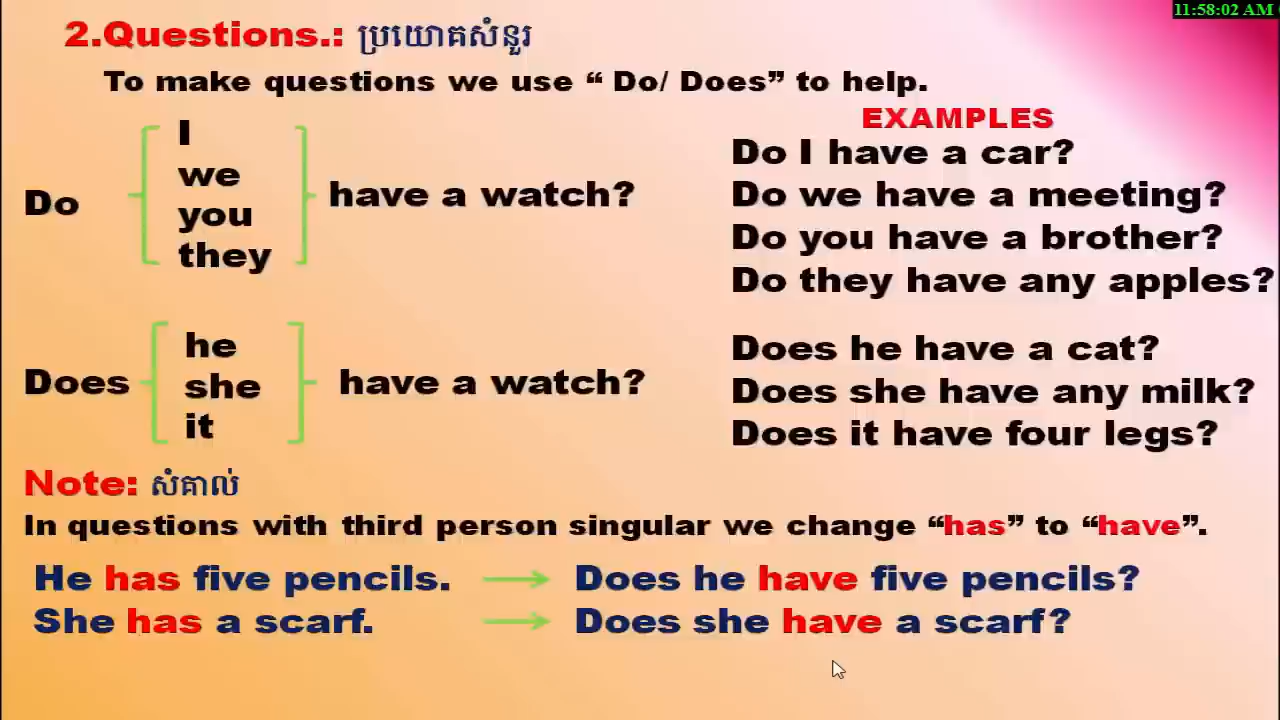 11:58:02 AM
2.Questions.: ប្រយោគសំនួរ
To make questions we use “ Do/ Does” to help.
Do
I
we
you
they
have a watch?
EXAMPLES
Do I have a car?
Do we have a meeting?
Do you have a brother?
Do they have any apples?
Does
he
she
it
have a watch?
Does he have a cat?
Does she have any milk?
Does it have four legs?
Note: សំគាល់
In questions with third person singular we change “has” to “have”.
He has five pencils. Does he have five pencils?
She has a scarf. Does she have a scarf?